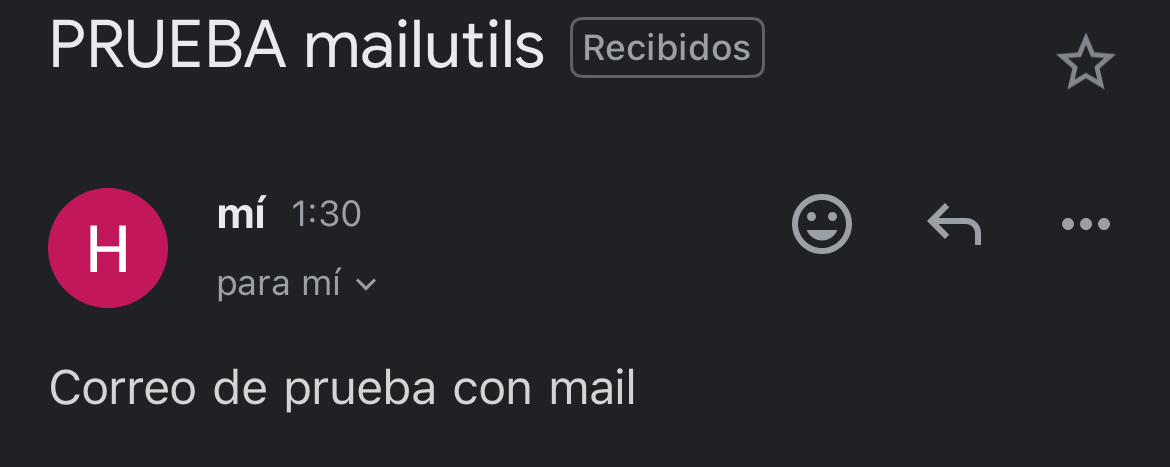 PRUEBA mailutils Recibidos
H
mí 1:30
para mí
Correo de prueba con mail